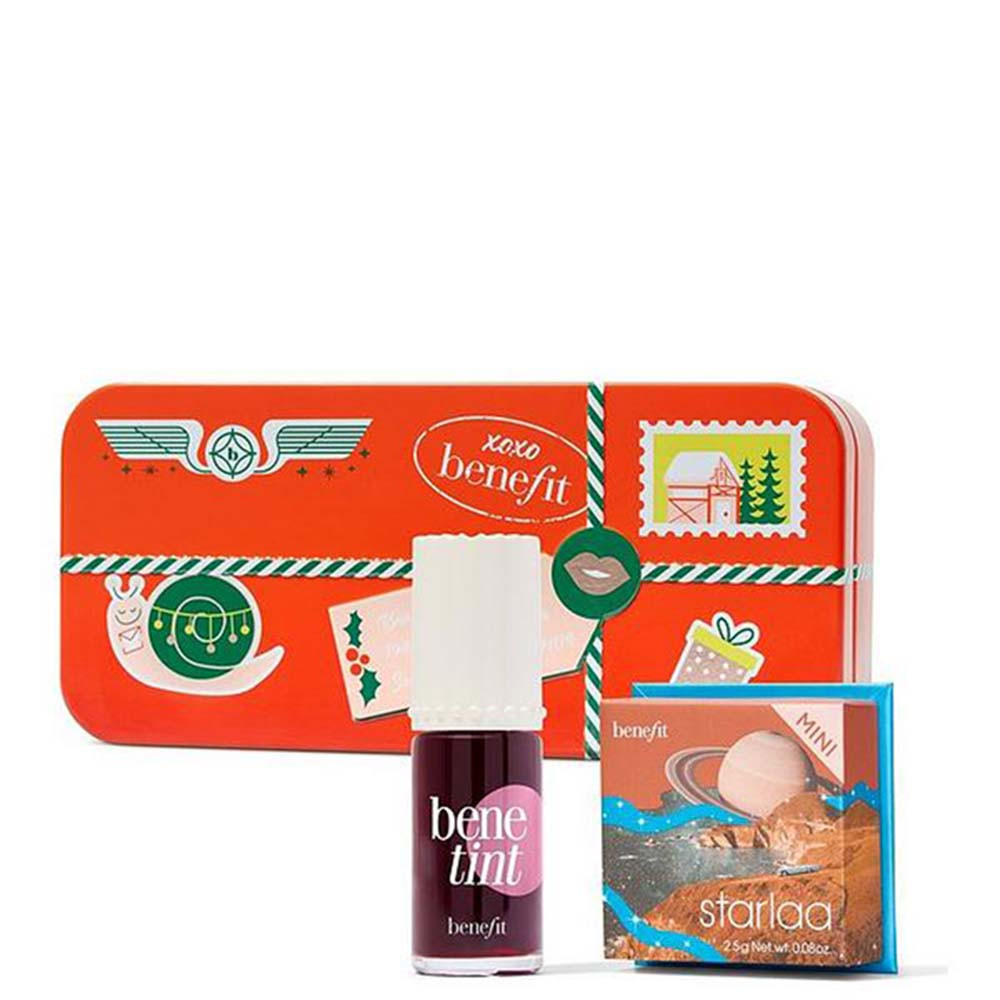 b
xoxo
benefit
bene
tint
benefit
benefit
MINI
starlaa
2.5g Net wt. 0.08oz.